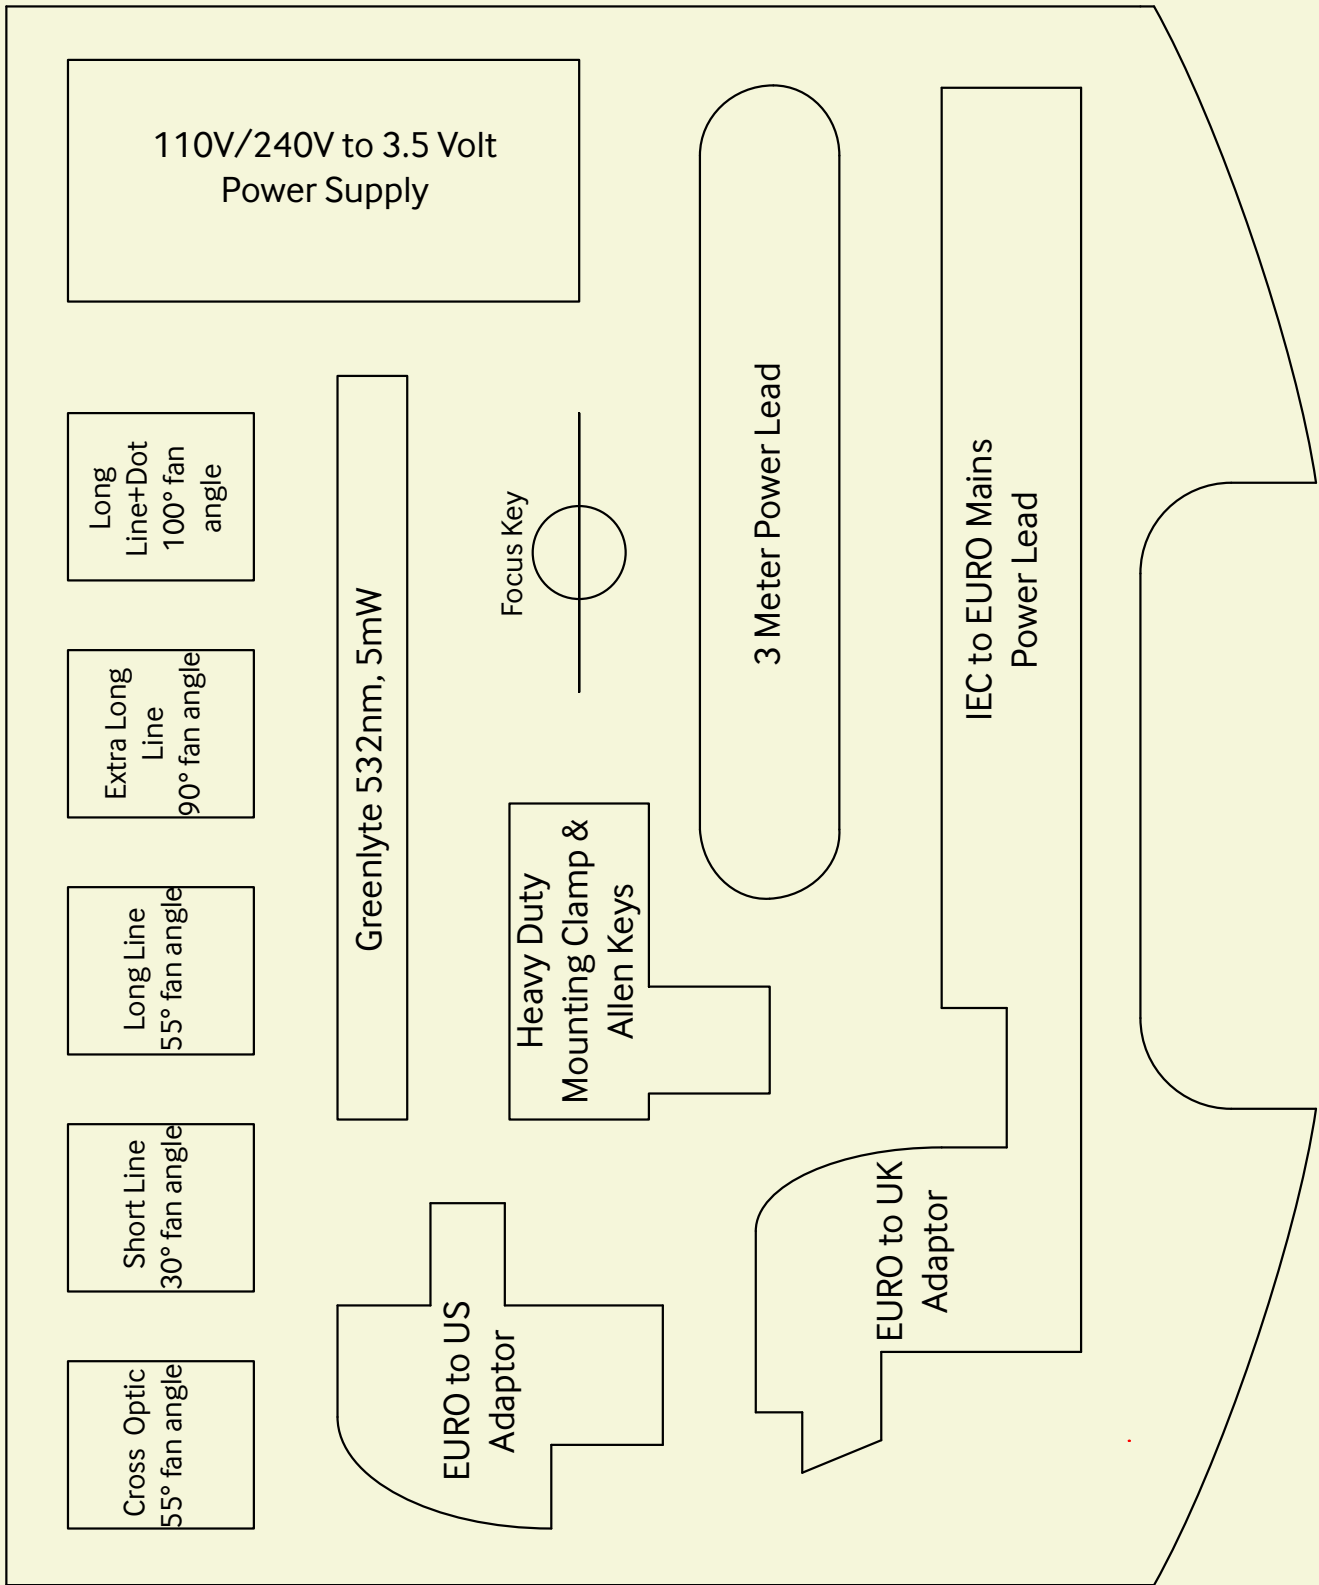 110V/240V to 3.5 Volt
Power Supply
Long
Line+Dot
100° fan
angle
Extra Long
Line
90° fan angle
Long Line
55° fan angle
Short Line
30° fan angle
Cross Optic
55° fan angle
Greenlyte 532nm, 5mW
Focus Key
Heavy Duty
Mounting Clamp &
Allen Keys
EURO to US
Adaptor
3 Meter Power Lead
IEC to EURO Mains
Power Lead
EURO to UK
Adaptor